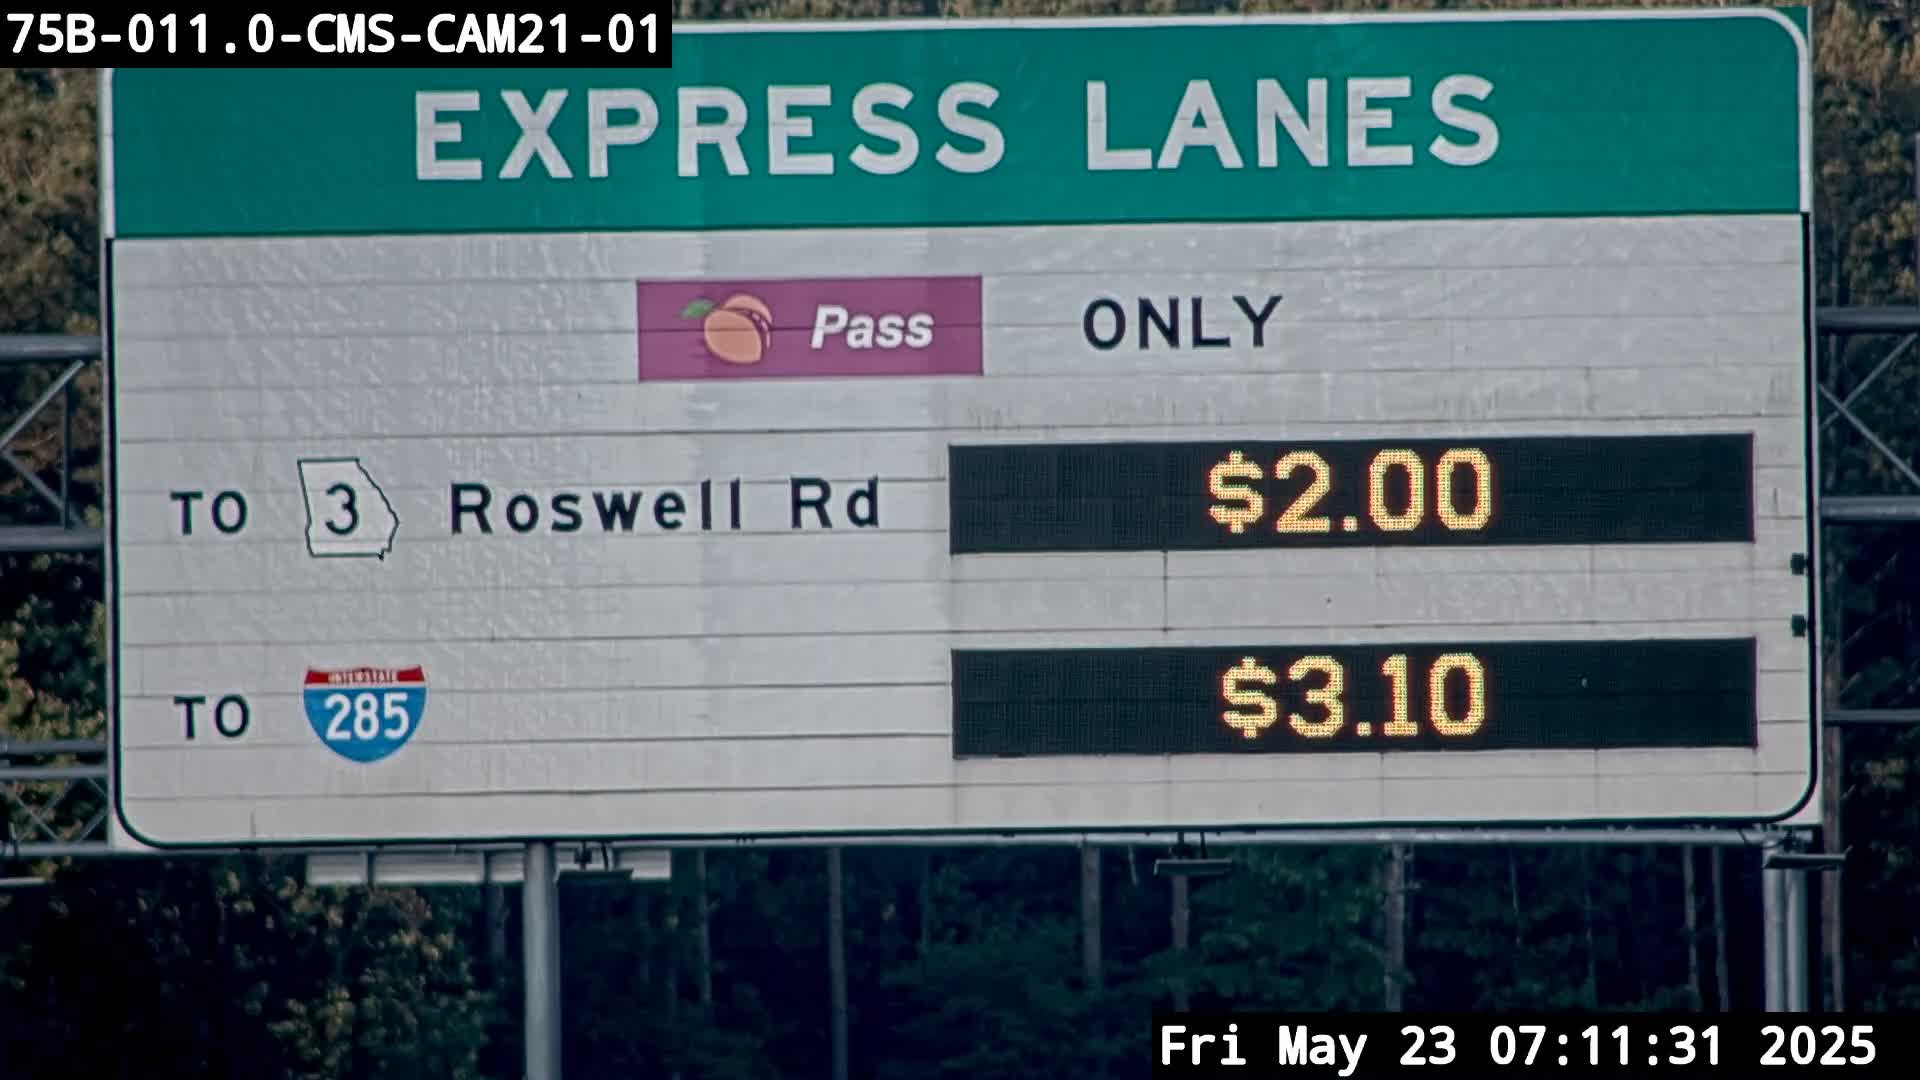 75B-011.0-CMS-CAM21-01
EXPRESS LANES
Pass ONLY
TO 3 Roswell Rd $2.00
TO INTERSTATE 285 $3.10
Fri May 23 07:11:31 2025